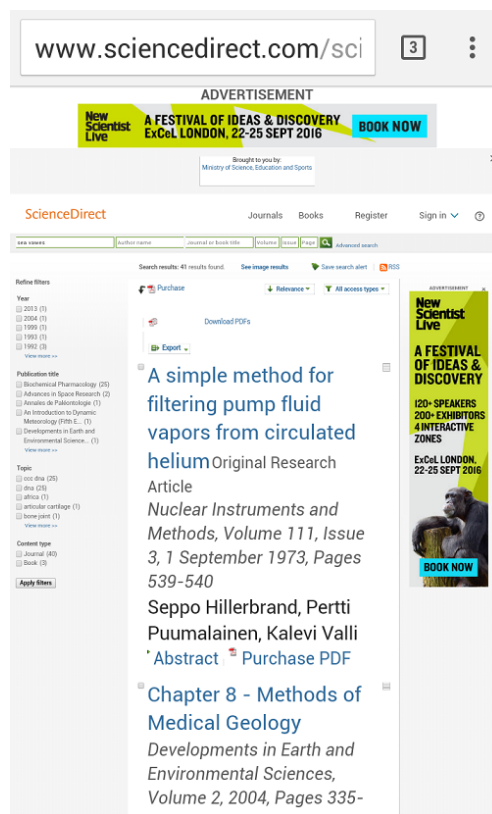 www.sciencedirect.com/sci
3
ADVERTISEMENT
New Scientist Live
A FESTIVAL OF IDEAS & DISCOVERY
ExCeL LONDON, 22-25 SEPT 2016
BOOK NOW
Brought to you by:
Ministry of Science, Education and Sports
ScienceDirect
Journals Books Register Sign in
Author name Journal or book title Volume Issue Page Advanced search
Search results: 41 results found. See image results Save search alert RSS
Refine filters
Year
2013 (1)
2004 (1)
1999 (1)
1993 (1)
1992 (3)
View more >>
Publication title
Biochemical Pharmacology (25)
Advances in Space Research (2)
Annales de Paléontologie (1)
An Introduction to Dynamic
Meteorology (Fifth E... (1)
Developments in Earth and
Environmental Science... (1)
View more >>
Topic
ccc dna (25)
dna (25)
africa (1)
articular cartilage (1)
bone joint (1)
View more >>
Content type
Journal (40)
Book (3)
Apply filters
Purchase
Relevance
All access types
Download PDFs
Export
A simple method for
filtering pump fluid
vapors from circulated
helium Original Research
Article
Nuclear Instruments and
Methods, Volume 111, Issue
3, 1 September 1973, Pages
539-540
Seppo Hillerbrand, Pertti
Puumalainen, Kalevi Valli
Abstract Purchase PDF
Chapter 8 - Methods of
Medical Geology
Developments in Earth and
Environmental Sciences,
Volume 2, 2004, Pages 335-
ADVERTISEMENT
New
Scientist
Live
A FESTIVAL
OF IDEAS &
DISCOVERY
120+ SPEAKERS
200+ EXHIBITORS
4 INTERACTIVE
ZONES
ExCeL LONDON,
22-25 SEPT 2016
BOOK NOW